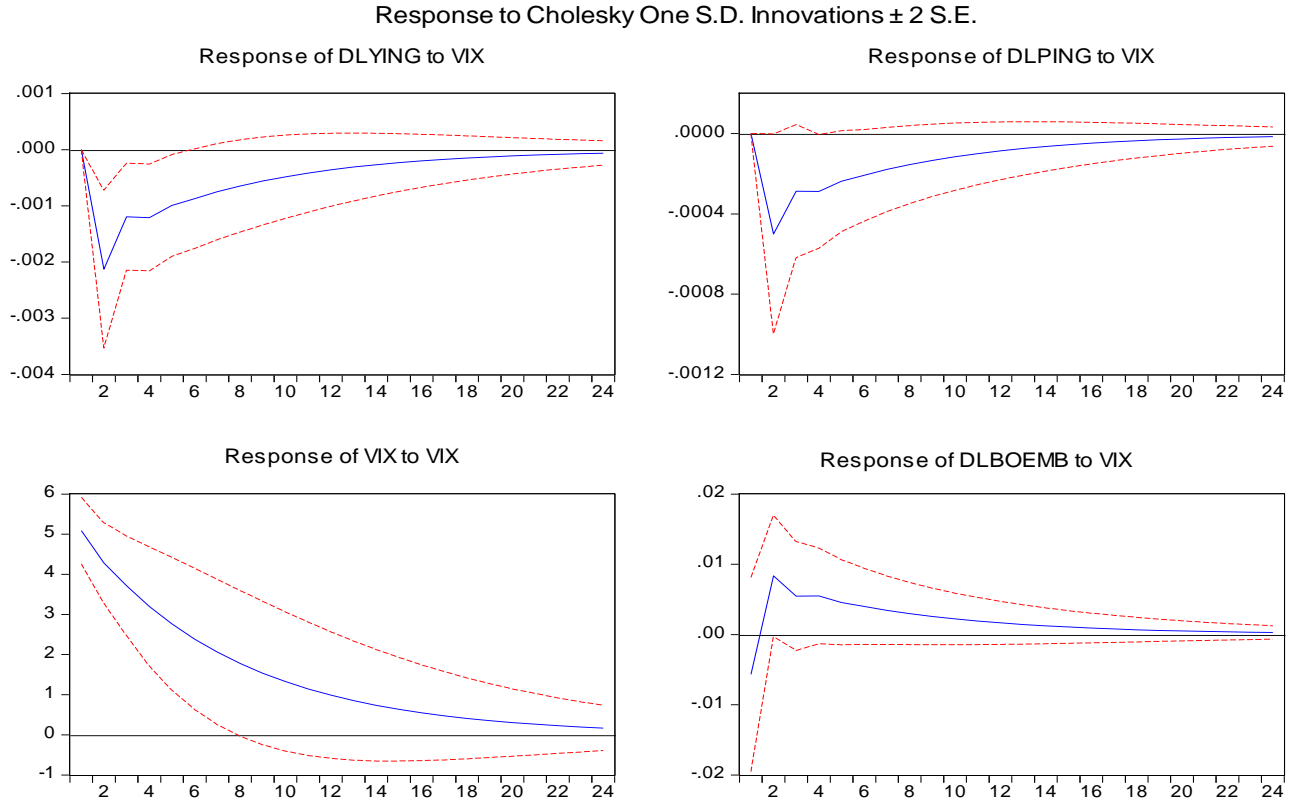 Response to Cholesky One S.D. Innovations ± 2 S.E.
Response of DLYING to VIX
.001
.000
-.001
-.002
-.003
-.004
2 4 6 8 10 12 14 16 18 20 22 24
Response of DLPING to VIX
.0000
-.0004
-.0008
-.0012
2 4 6 8 10 12 14 16 18 20 22 24
Response of VIX to VIX
6
5
4
3
2
1
0
-1
2 4 6 8 10 12 14 16 18 20 22 24
Response of DLBOEMB to VIX
.02
.01
.00
-.01
-.02
2 4 6 8 10 12 14 16 18 20 22 24